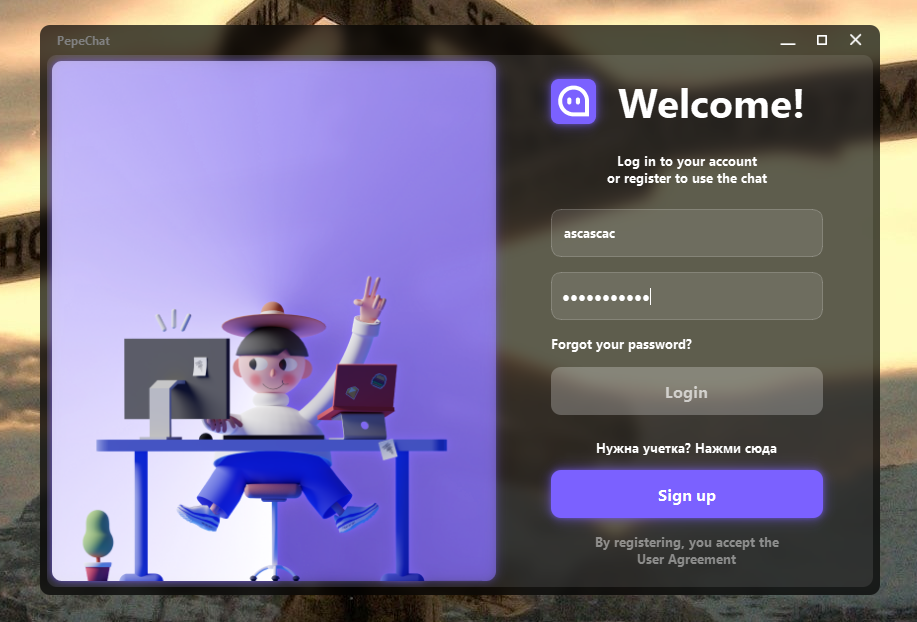 PepeChat
Welcome!
Log in to your account
or register to use the chat
ascascac
•••••••••••
Forgot your password?
Login
Нужна учетка? Нажми сюда
Sign up
By registering, you accept the
User Agreement